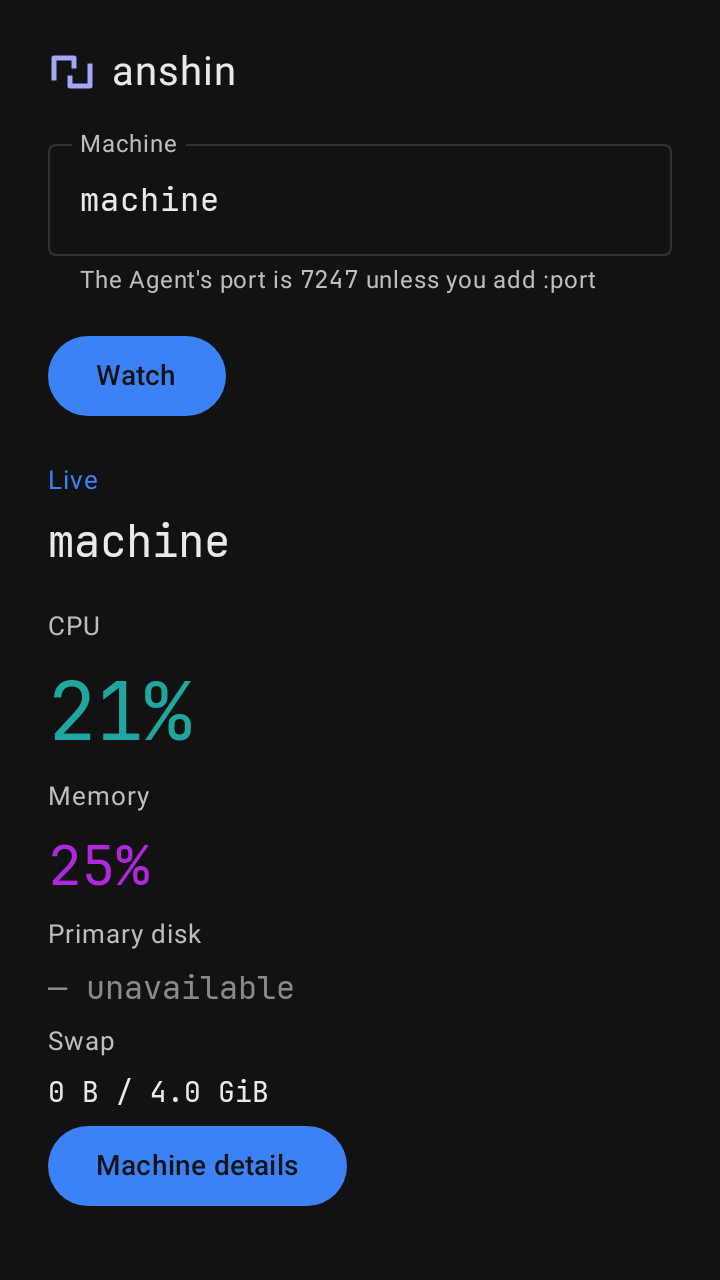 anshin
Machine
machine
The Agent's port is 7247 unless you add :port
Watch
Live
machine
CPU
21%
Memory
25%
Primary disk
— unavailable
Swap
0 B / 4.0 GiB
Machine details